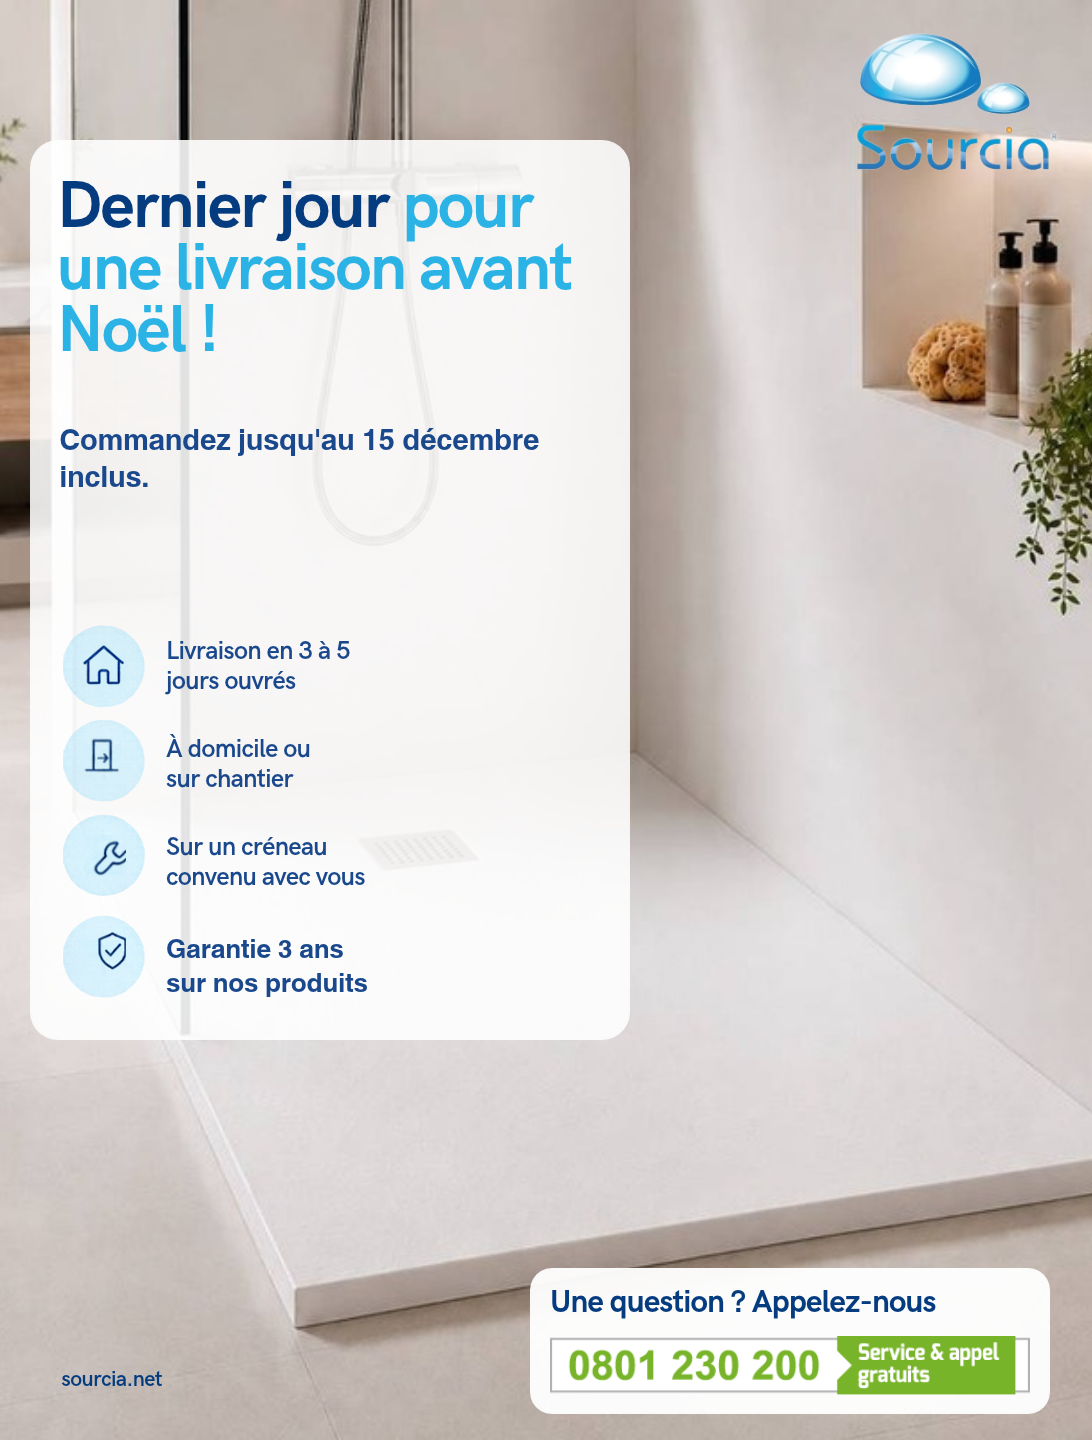 Sourcia
Dernier jour pour
une livraison avant
Noël !
Commandez jusqu'au 15 décembre
inclus.
Livraison en 3 à 5
jours ouvrés
À domicile ou
sur chantier
Sur un créneau
convenu avec vous
Garantie 3 ans
sur nos produits
Une question ? Appelez-nous
0801 230 200
Service & appel
gratuits
sourcia.net